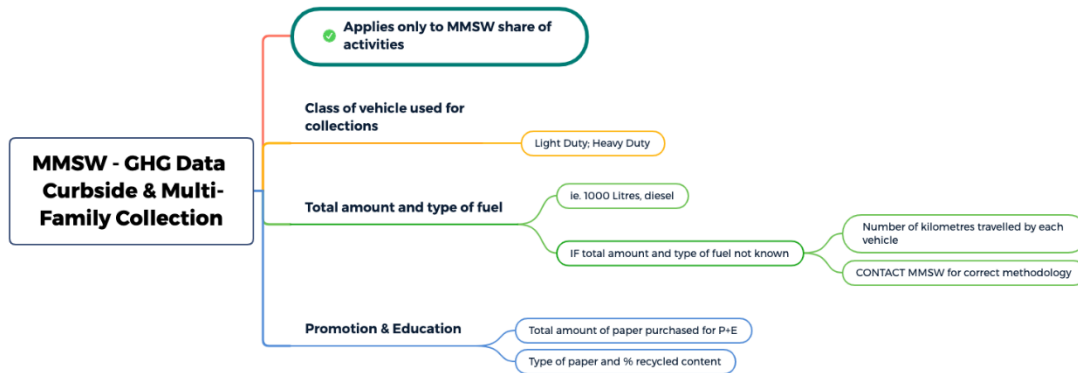 MMSW - GHG Data
Curbside & Multi-
Family Collection
Applies only to MMSW share of
activities
Class of vehicle used for
collections
Light Duty; Heavy Duty
Total amount and type of fuel
ie. 1000 Litres, diesel
IF total amount and type of fuel not known
Number of kilometres travelled by each
vehicle
CONTACT MMSW for correct methodology
Promotion & Education
Total amount of paper purchased for P+E
Type of paper and % recycled content